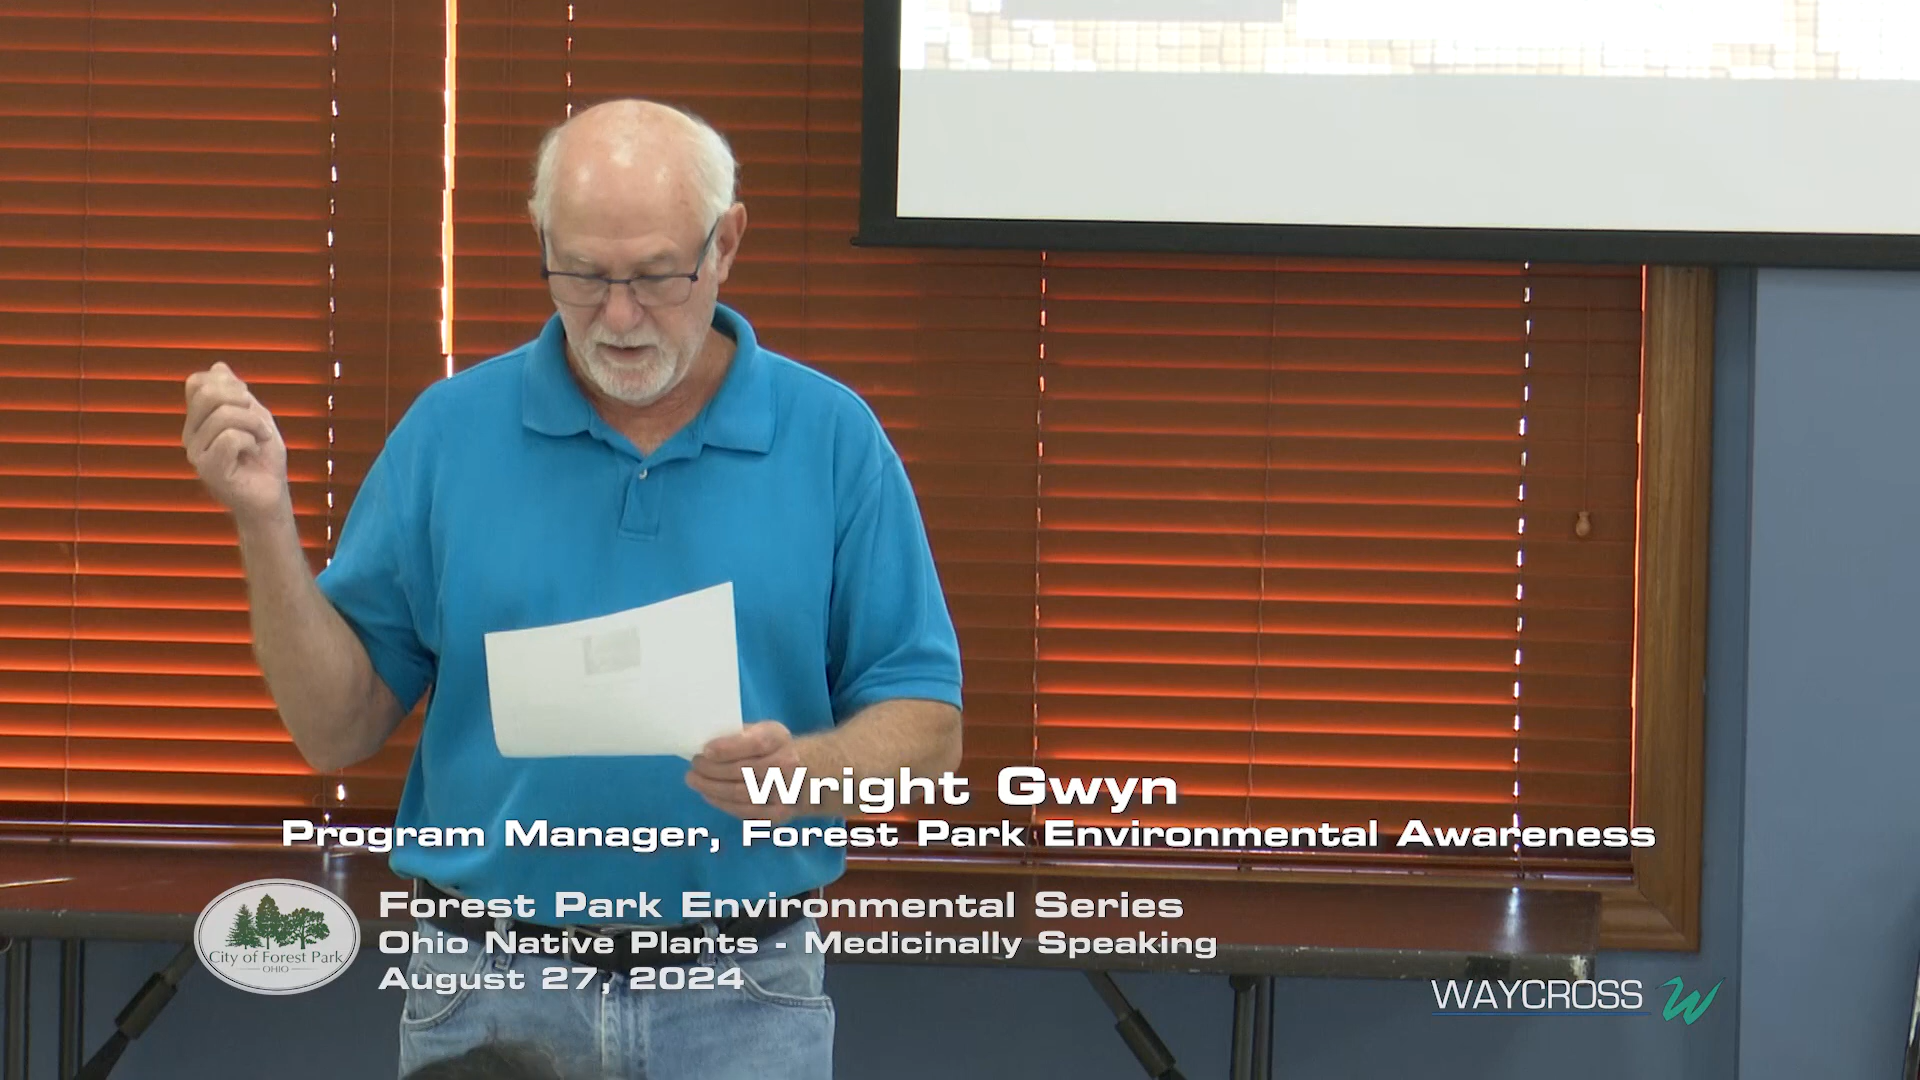 Wright Gwyn
Program Manager, Forest Park Environmental Awareness
Forest Park Environmental Series
Ohio Native Plants - Medicinally Speaking
August 27, 2024
City of Forest Park
OHIO
WAYCROSS W